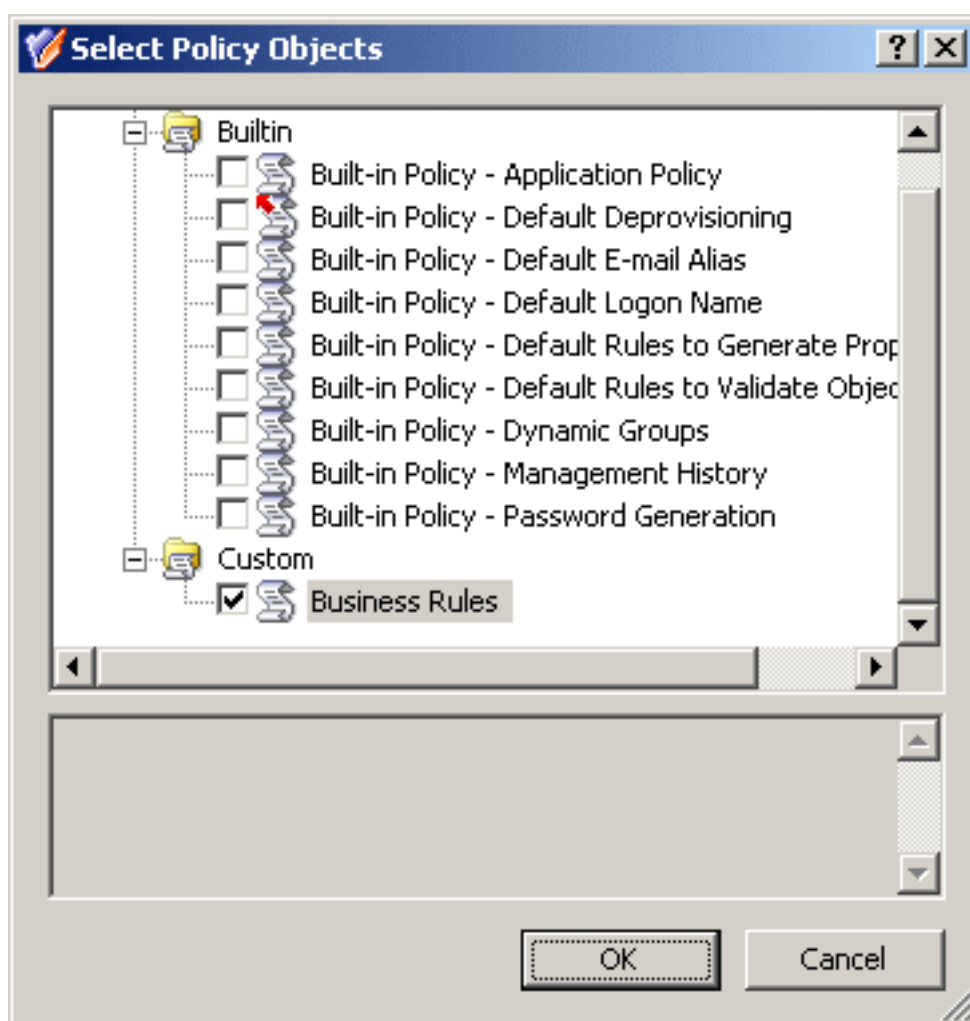 Select Policy Objects
Builtin
Built-in Policy - Application Policy
Built-in Policy - Default Deprovisioning
Built-in Policy - Default E-mail Alias
Built-in Policy - Default Logon Name
Built-in Policy - Default Rules to Generate Prop
Built-in Policy - Default Rules to Validate Objec
Built-in Policy - Dynamic Groups
Built-in Policy - Management History
Built-in Policy - Password Generation
Custom
Business Rules
OK Cancel